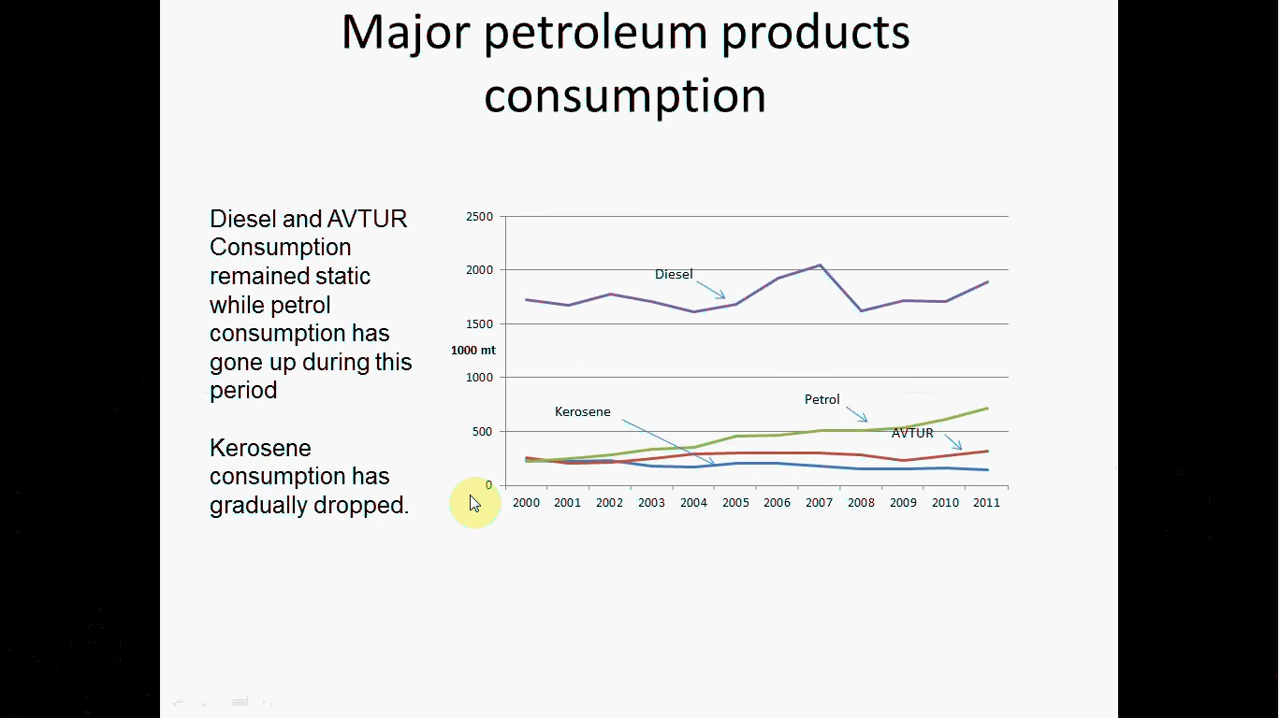 Major petroleum products
consumption
Diesel and AVTUR
Consumption
remained static
while petrol
consumption has
gone up during this
period
Kerosene
consumption has
gradually dropped.
2500
2000
1500
1000 mt
1000
500
0
Diesel
Kerosene
Petrol
AVTUR
2000 2001 2002 2003 2004 2005 2006 2007 2008 2009 2010 2011